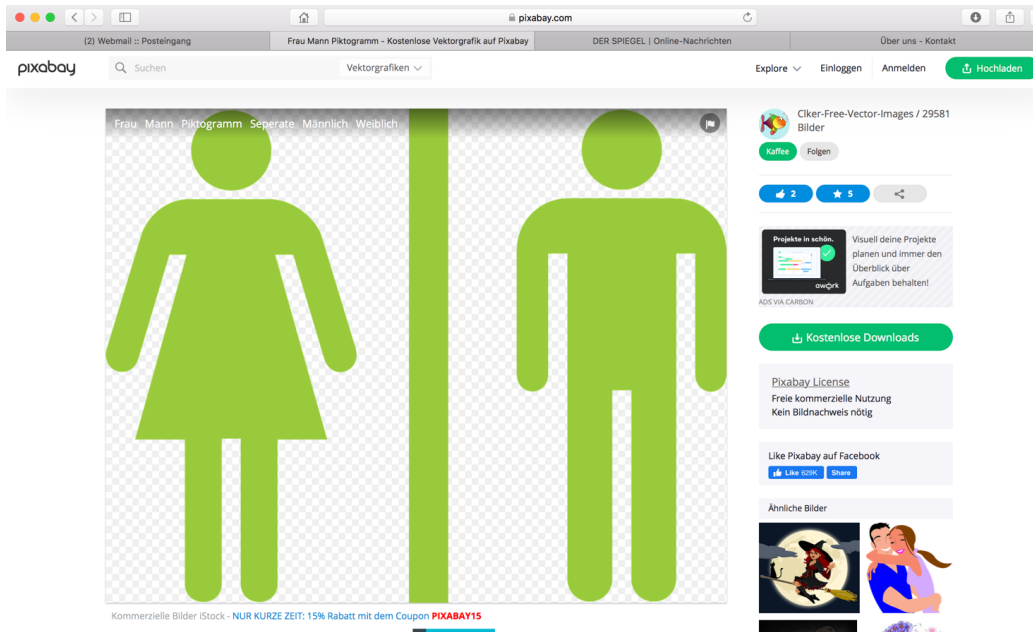 pixabay.com
(2) Webmail :: Posteingang
Frau Mann Piktogramm - Kostenlose Vektorgrafik auf Pixabay
DER SPIEGEL | Online-Nachrichten
Über uns - Kontakt
pixabay
Suchen
Vektorgrafiken
Explore
Einloggen
Anmelden
Hochladen
Frau Mann Piktogramm Seperate Männlich Weiblich
Clker-Free-Vector-Images / 29581
Bilder
Kaffee
Folgen
2
5
Projekte in schön.
awork
Visuell deine Projekte
planen und immer den
Überblick über
Aufgaben behalten!
ADS VIA CARBON
Kostenlose Downloads
Pixabay License
Freie kommerzielle Nutzung
Kein Bildnachweis nötig
Like Pixabay auf Facebook
Like 629K
Share
Ähnliche Bilder
Kommerzielle Bilder iStock - NUR KURZE ZEIT: 15% Rabatt mit dem Coupon PIXABAY15